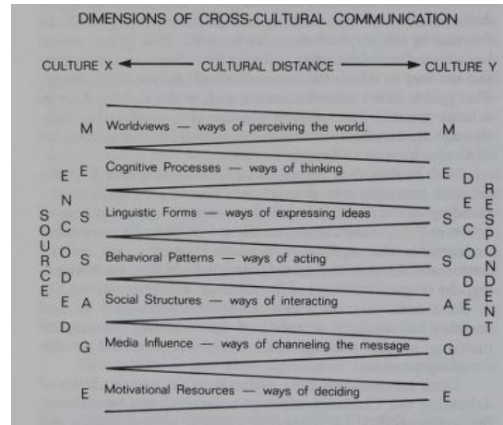 DIMENSIONS OF CROSS-CULTURAL COMMUNICATION
CULTURE X CULTURAL DISTANCE CULTURE Y
SOURCE
ENCODED
MESSAGE
Worldviews — ways of perceiving the world.
Cognitive Processes — ways of thinking
Linguistic Forms — ways of expressing ideas
Behavioral Patterns — ways of acting
Social Structures — ways of interacting
Media Influence — ways of channeling the message
Motivational Resources — ways of deciding
MESSAGE
DECODED
RESPONDENT